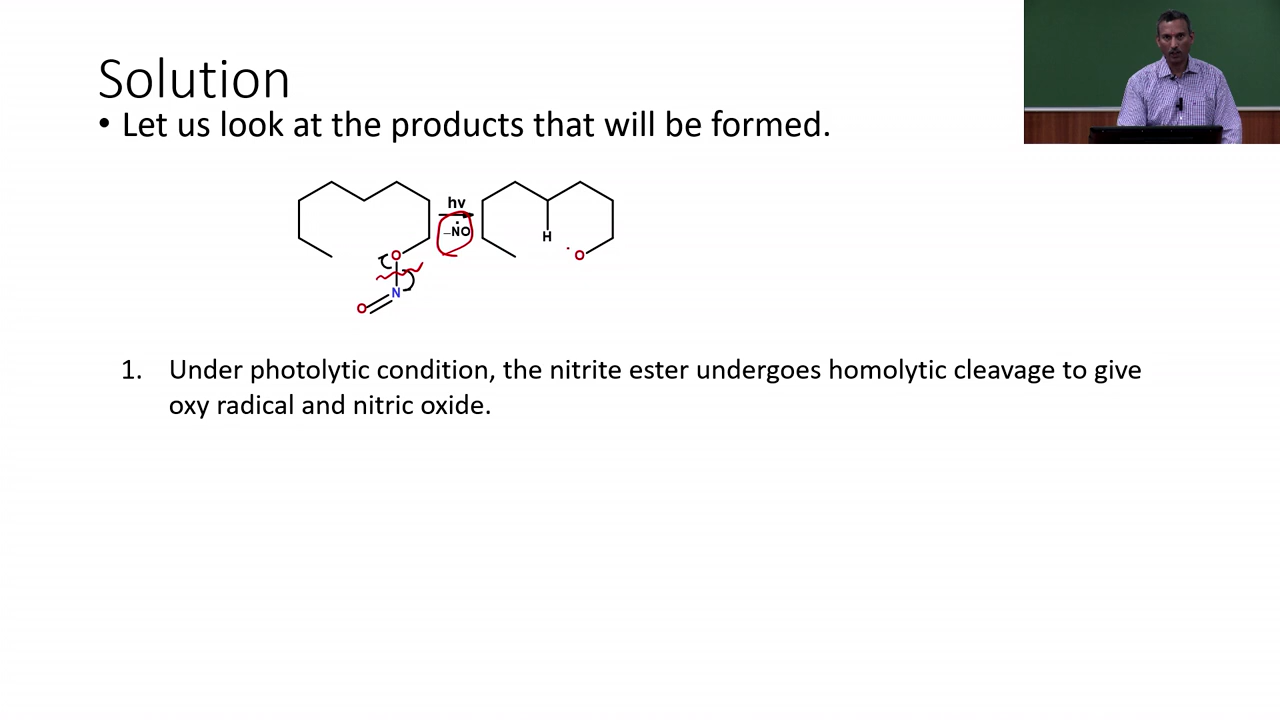 Solution
• Let us look at the products that will be formed.
hv
–NO
H
O
O
N
O
1. Under photolytic condition, the nitrite ester undergoes homolytic cleavage to give
oxy radical and nitric oxide.